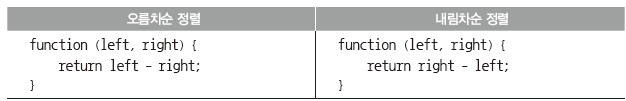 오름차순 정렬
내림차순 정렬
function (left, right) {
return left - right;
}
function (left, right) {
return right - left;
}